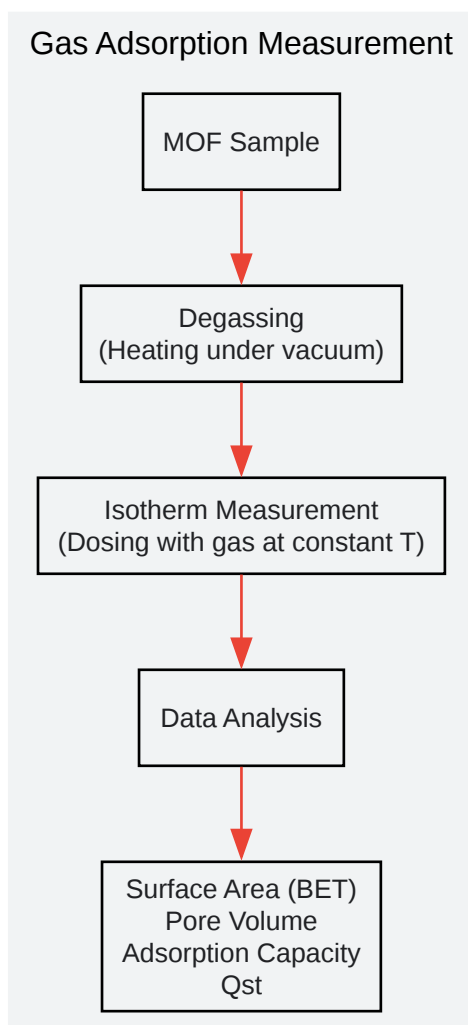 Gas Adsorption Measurement
MOF Sample
Degassing
(Heating under vacuum)
Isotherm Measurement
(Dosing with gas at constant T)
Data Analysis
Surface Area (BET)
Pore Volume
Adsorption Capacity
Qst